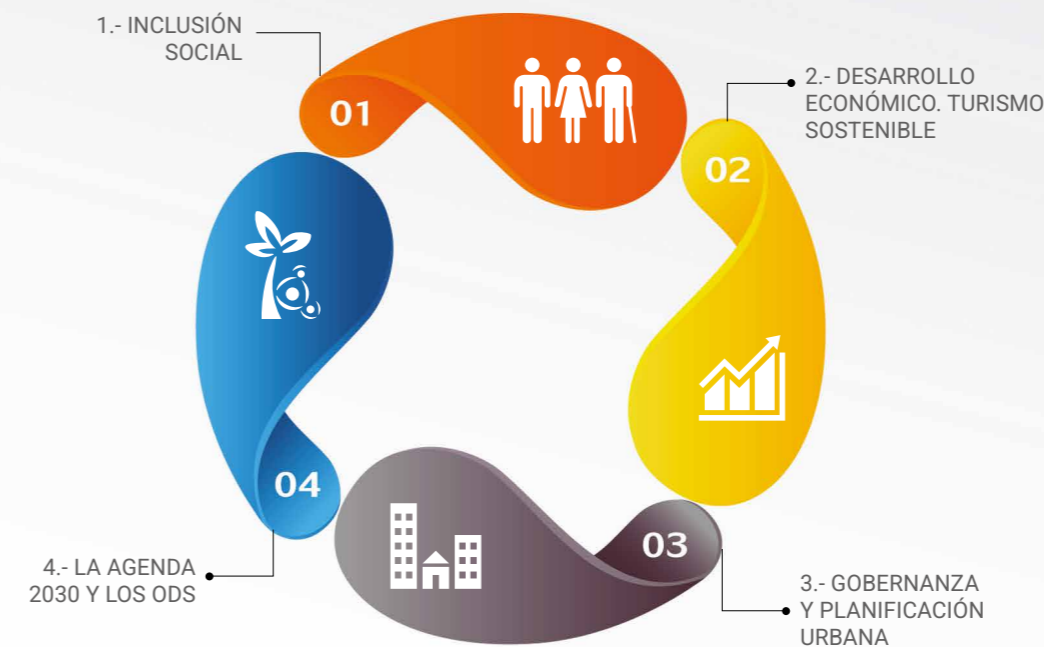 1.- INCLUSIÓN
SOCIAL
01
2.- DESARROLLO
ECONÓMICO. TURISMO
SOSTENIBLE
02
03
3.- GOBERNANZA
Y PLANIFICACIÓN
URBANA
04
4.- LA AGENDA
2030 Y LOS ODS